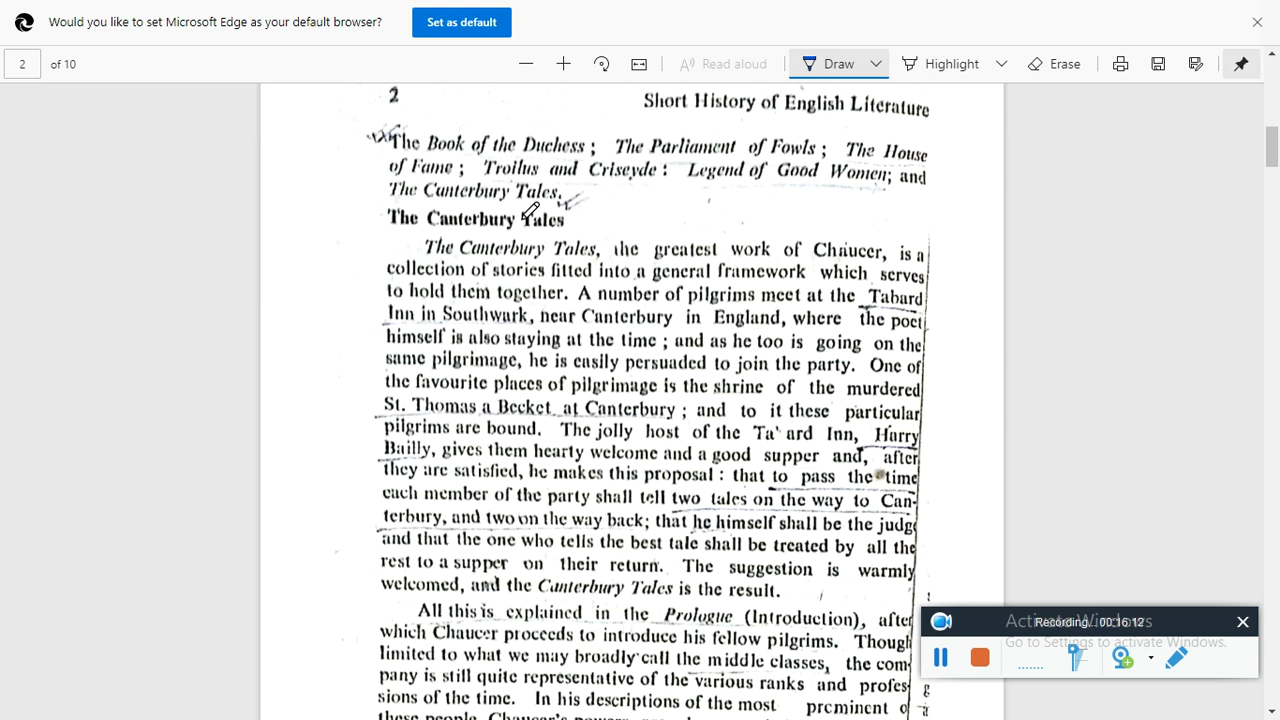 Would you like to set Microsoft Edge as your default browser? Set as default
2 of 10 Read aloud Draw Highlight Erase
2 Short History of English Literature
The Book of the Duchess ; The Parliament of Fowls ; The House
of Fame ; Troilus and Criseyde : Legend of Good Women; and
The Canterbury Tales.
The Canterbury Tales
The Canterbury Tales, the greatest work of Chaucer, is a
collection of stories fitted into a general framework which serves
to hold them together. A number of pilgrims meet at the Tabard
Inn in Southwark, near Canterbury in England, where the poet
himself is also staying at the time ; and as he too is going on the
same pilgrimage, he is easily persuaded to join the party. One of
the favourite places of pilgrimage is the shrine of the murdered
St. Thomas a Becket at Canterbury ; and to it these particular
pilgrims are bound. The jolly host of the Ta ard Inn, Harry
Bailly, gives them hearty welcome and a good supper and, after
they are satisfied, he makes this proposal : that to pass the time
each member of the party shall tell two tales on the way to Can-
terbury, and two on the way back; that he himself shall be the judge
and that the one who tells the best tale shall be treated by all the
rest to a supper on their return. The suggestion is warmly
welcomed, and the Canterbury Tales is the result.
All this is explained in the Prologue (Introduction), after
which Chaucer proceeds to introduce his fellow pilgrims. Though
limited to what we may broadly call the middle classes, the com-
pany is still quite representative of the various ranks and profes-
sions of the time. In his descriptions of the most preminent of
these people, Chaucer's powers
Activate Windows
Go to Settings to activate Windows.
Recording... 00:16:12